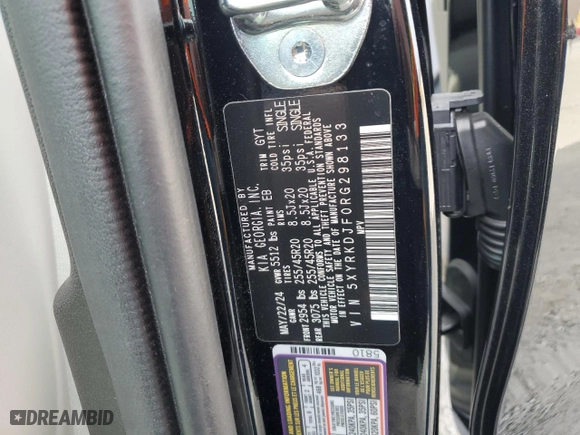 MANUFACTURED BY
KIA GEORGIA, INC.
MAY/22/24 GVWR 5512 lbs PAINT EB TRIM GYT
GAWR TIRES RIMS COLD TIRE INFL
FRONT 2954 lbs 255/45R20 8.5Jx20 35psi SINGLE
REAR 3075 lbs 255/45R20 8.5Jx20 35psi SINGLE
THIS VEHICLE CONFORMS TO ALL APPLICABLE U.S.A. FEDERAL
MOTOR VEHICLE SAFETY AND THEFT PREVENTION STANDARDS
IN EFFECT ON THE DATE OF MANUFACTURE SHOWN ABOVE
VIN 5XYRKDJF0RG298133
MPV
5810
DREAMBID
DREAMBID